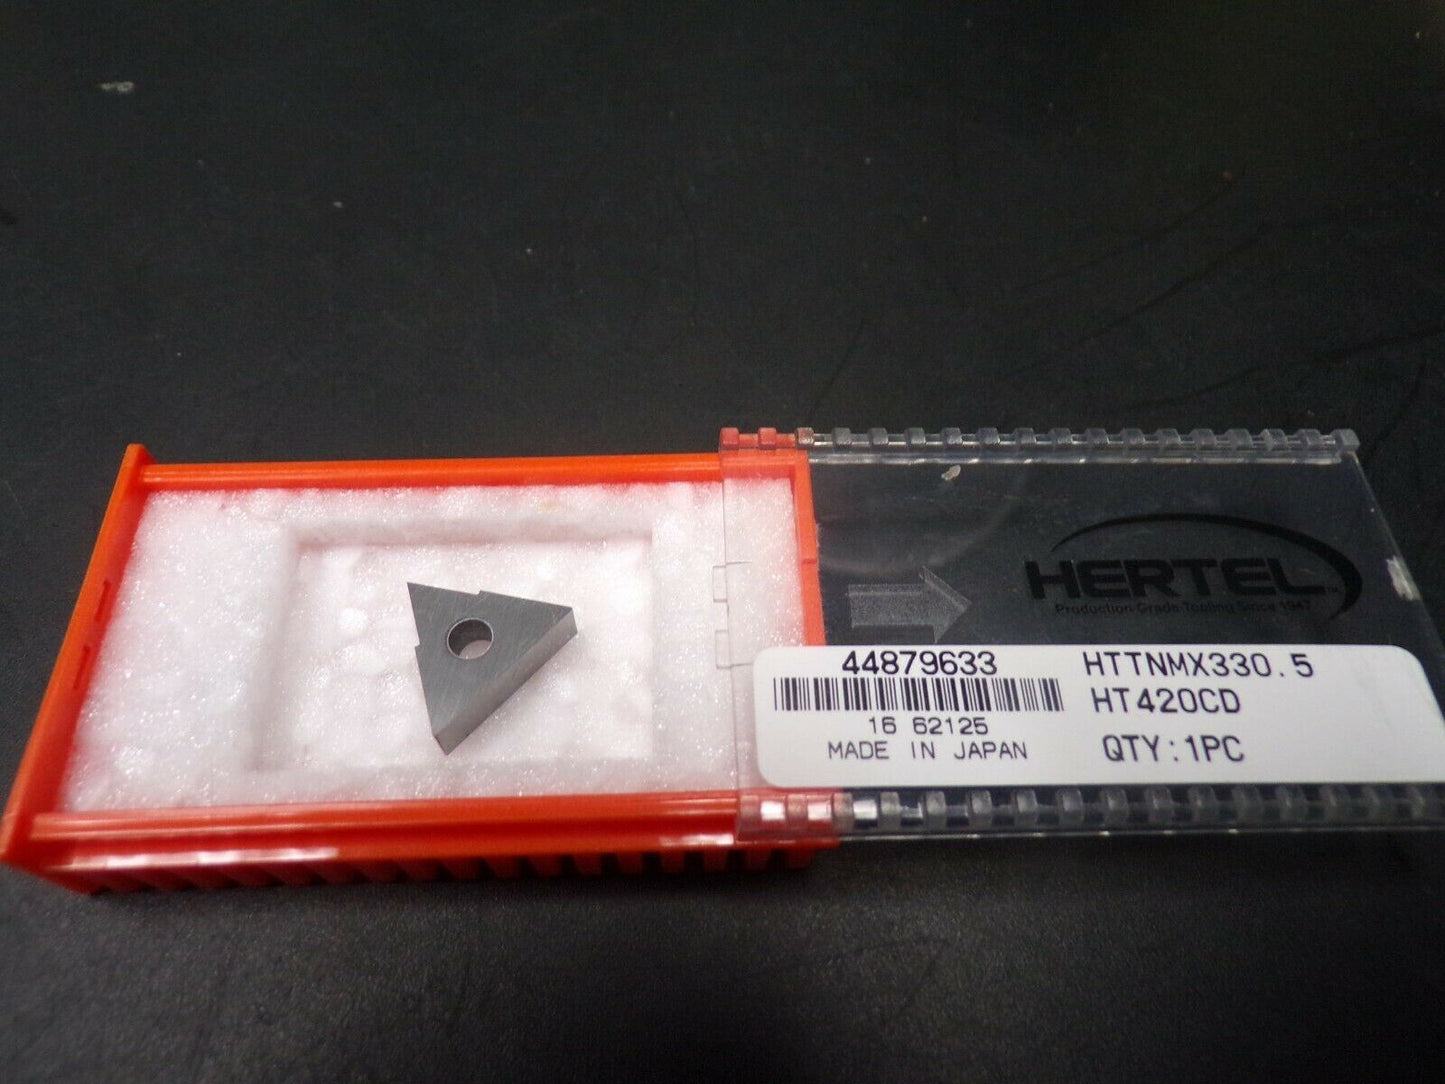 HERTEL
Production Grade Tooling Since 1947
44879633
HTTNMX330.5
HT420CD
16 62125
MADE IN JAPAN
QTY:1PC